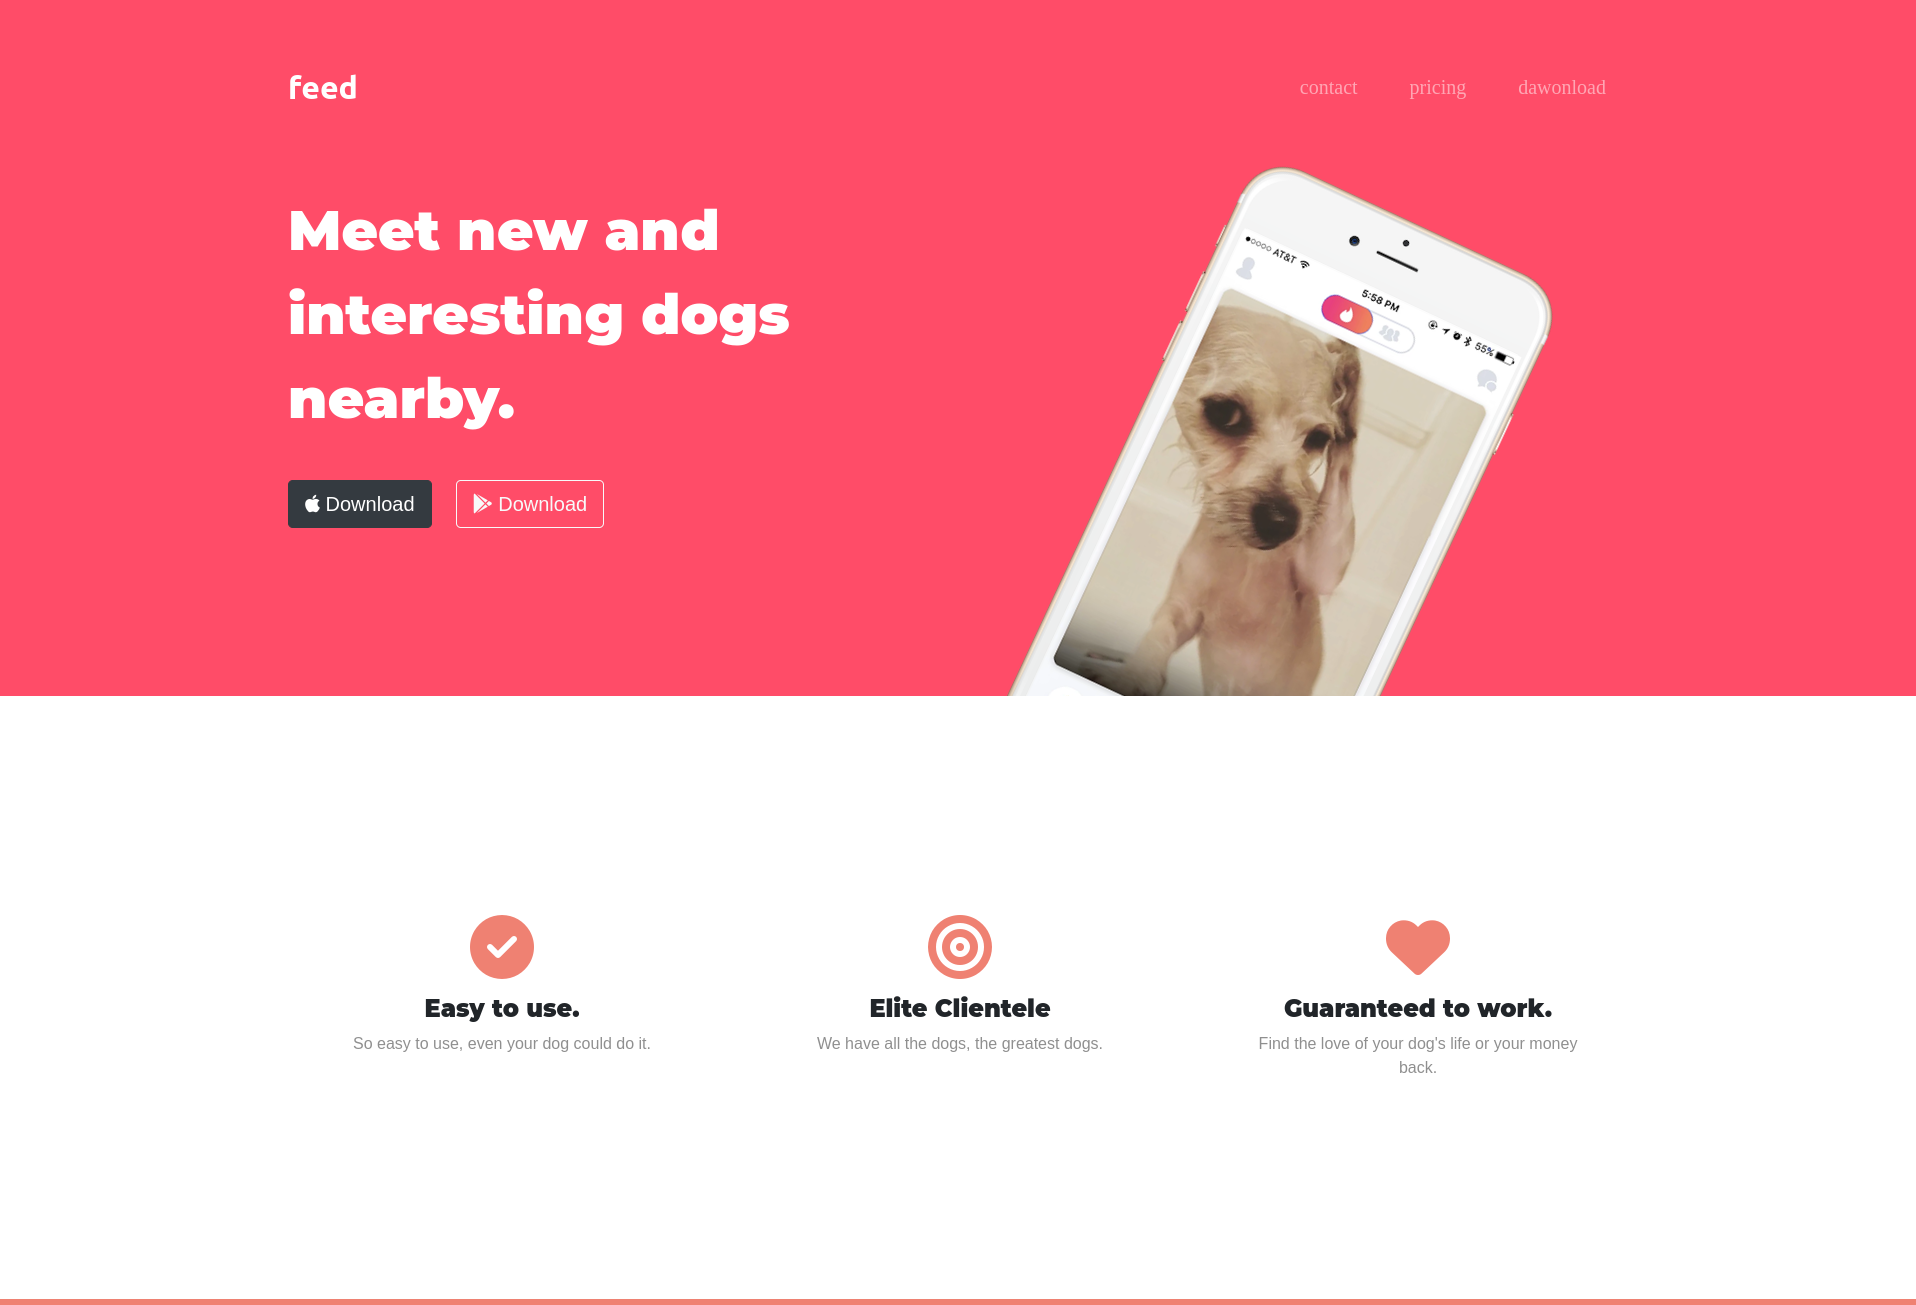 feed
contact
pricing
dawonload
Meet new and
interesting dogs
nearby.
Download
Download
AT&T
5:58 PM
55%
Easy to use.
So easy to use, even your dog could do it.
Elite Clientele
We have all the dogs, the greatest dogs.
Guaranteed to work.
Find the love of your dog's life or your money
back.